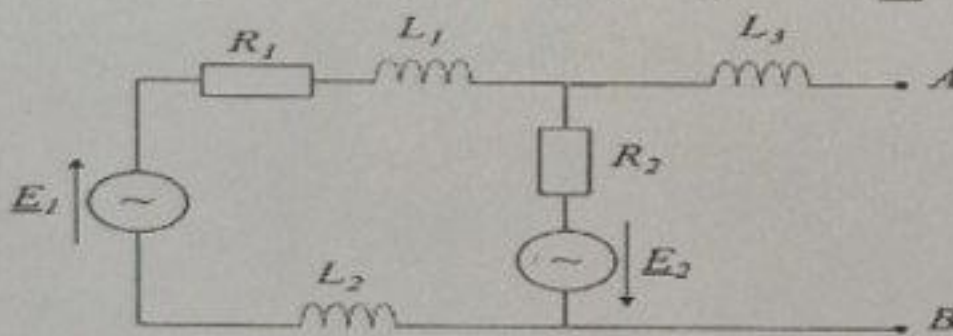 L₁ L₃
R₁ A
R₂
E₁ E₂
L₂
B